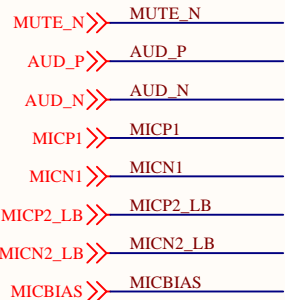 MUTE_N MUTE_N
AUD_P AUD_P
AUD_N AUD_N
MICP1 MICP1
MICN1 MICN1
MICP2_LB MICP2_LB
MICN2_LB MICN2_LB
MICBIAS MICBIAS